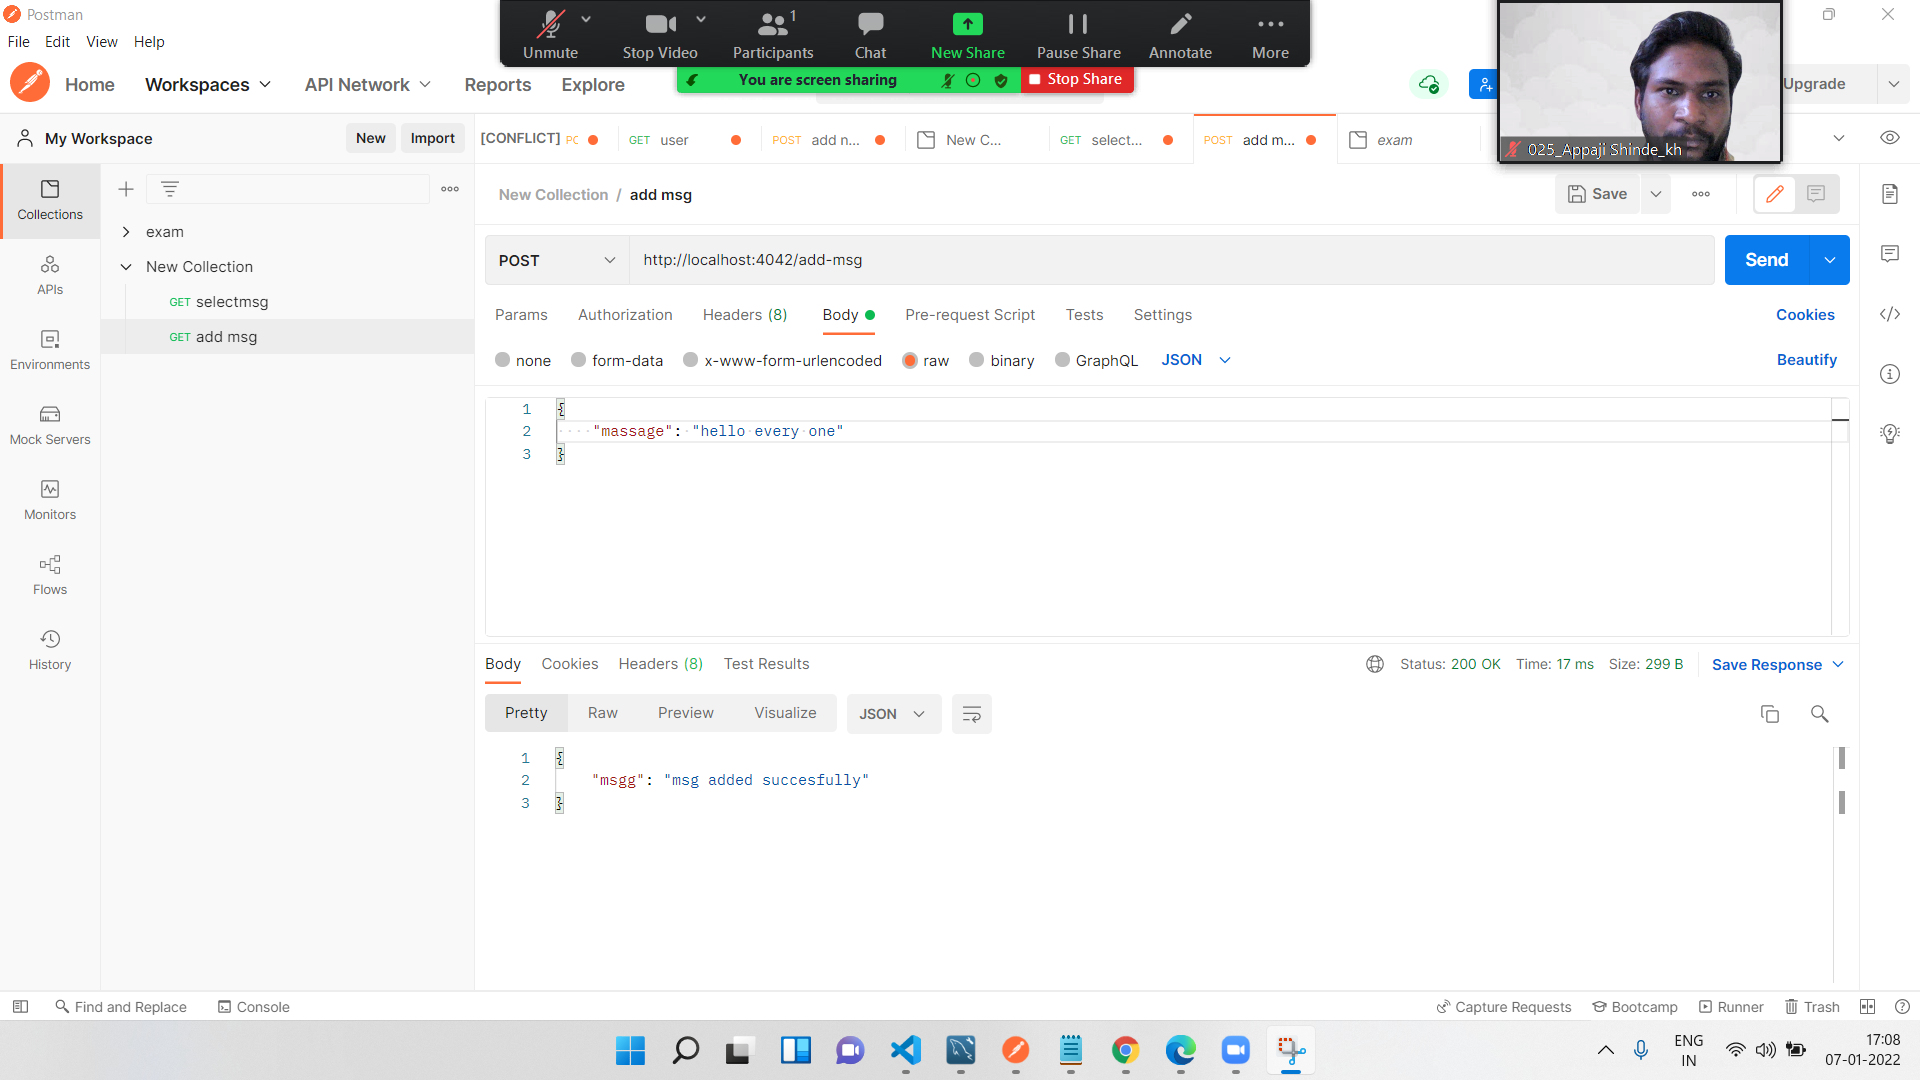 Postman
File Edit View Help
Unmute Stop Video Participants 1 Chat New Share Pause Share Annotate More
You are screen sharing Stop Share
Home Workspaces API Network Reports Explore Upgrade
025_Appaji Shinde_kh
My Workspace New Import
[CONFLICT] PC GET user POST add n... New C... GET select... POST add m... exam
Collections
APIs
Environments
Mock Servers
Monitors
Flows
History
exam
New Collection
GET selectmsg
GET add msg
New Collection / add msg Save
POST http://localhost:4042/add-msg Send
Params Authorization Headers (8) Body Pre-request Script Tests Settings Cookies
none form-data x-www-form-urlencoded raw binary GraphQL JSON Beautify
1 {
2 "massage": "hello every one"
3 }
Body Cookies Headers (8) Test Results Status: 200 OK Time: 17 ms Size: 299 B Save Response
Pretty Raw Preview Visualize JSON
1 {
2 "msgg": "msg added succesfully"
3 }
Find and Replace Console Capture Requests Bootcamp Runner Trash
ENG
IN
17:08
07-01-2022